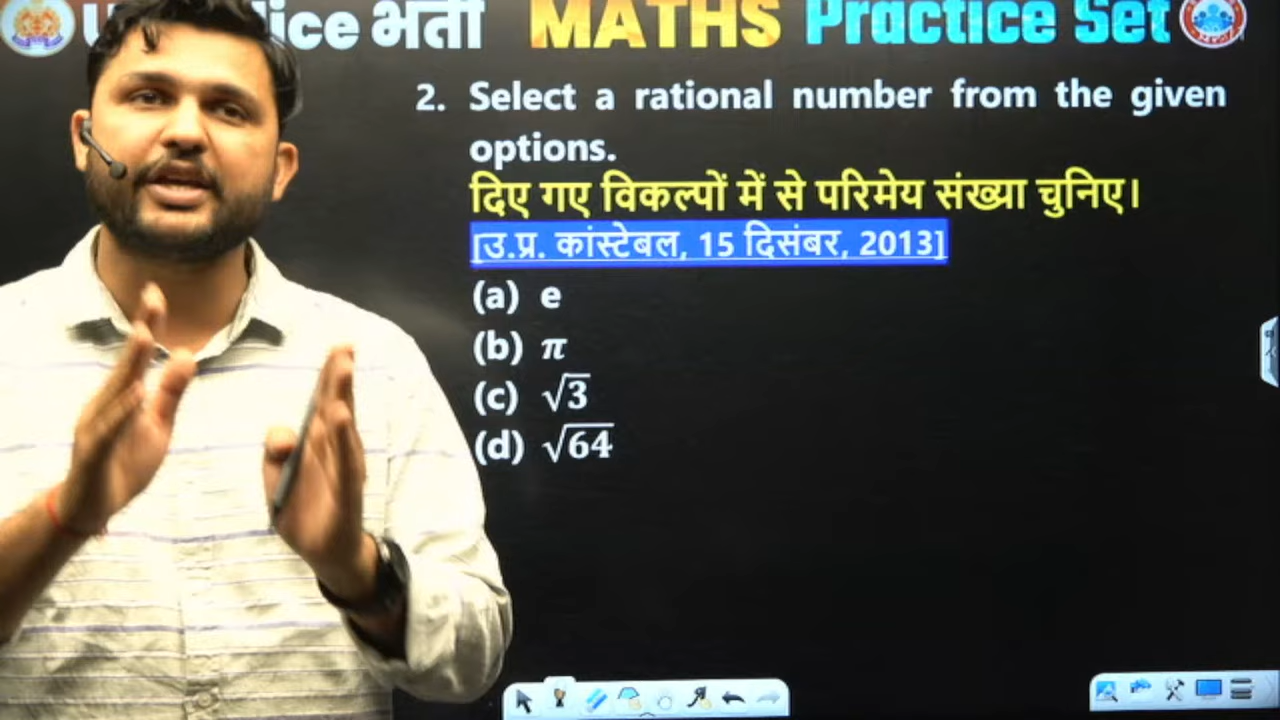 भर्ती MATHS Practice Set
2. Select a rational number from the given
options.
दिए गए विकल्पों में से परिमेय संख्या चुनिए।
[उ.प्र. कांस्टेबल, 15 दिसंबर, 2013]
(a) e
(b) π
(c) √3
(d) √64